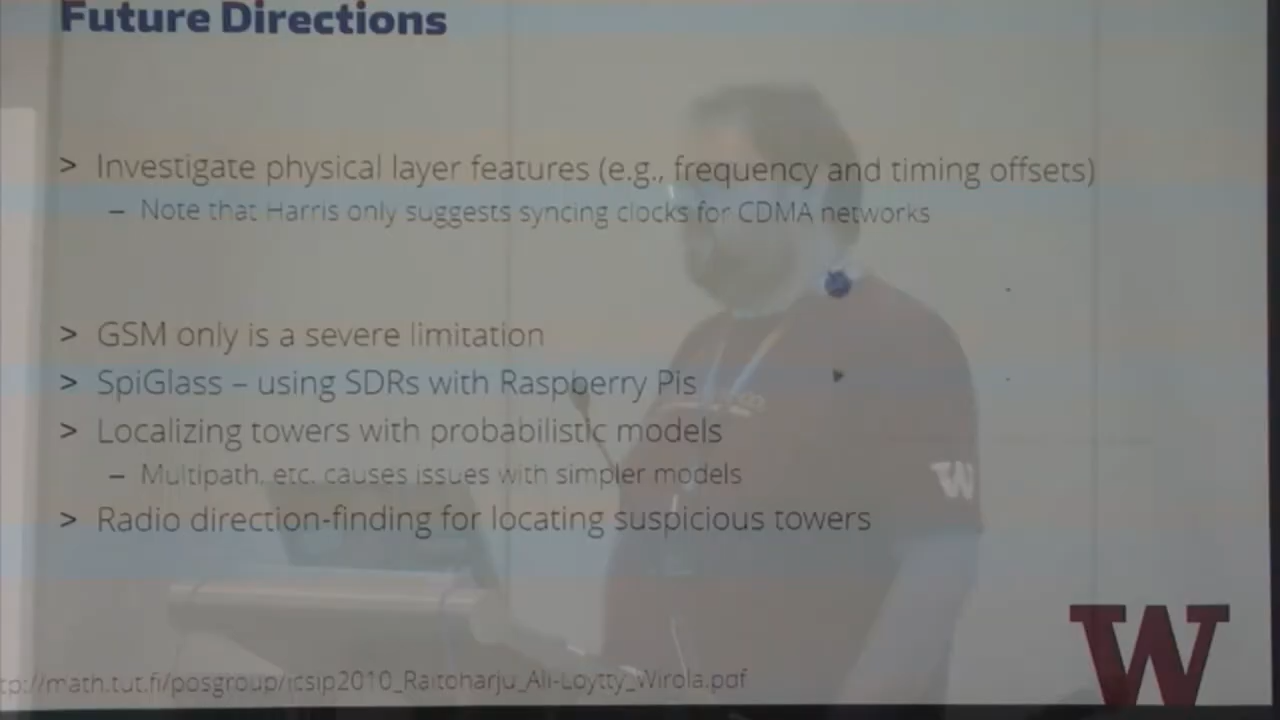 Future Directions
> Investigate physical layer features (e.g., frequency and timing offsets)
– Note that Harris only suggests syncing clocks for CDMA networks
> GSM only is a severe limitation
> SpiGlass – using SDRs with Raspberry Pis
> Localizing towers with probabilistic models
– Multipath, etc. causes issues with simpler models
> Radio direction-finding for locating suspicious towers
W
W
tp://math.tut.fi/posgroup/icsip2010_Raitoharju_Ali-Loytty_Wirola.pdf